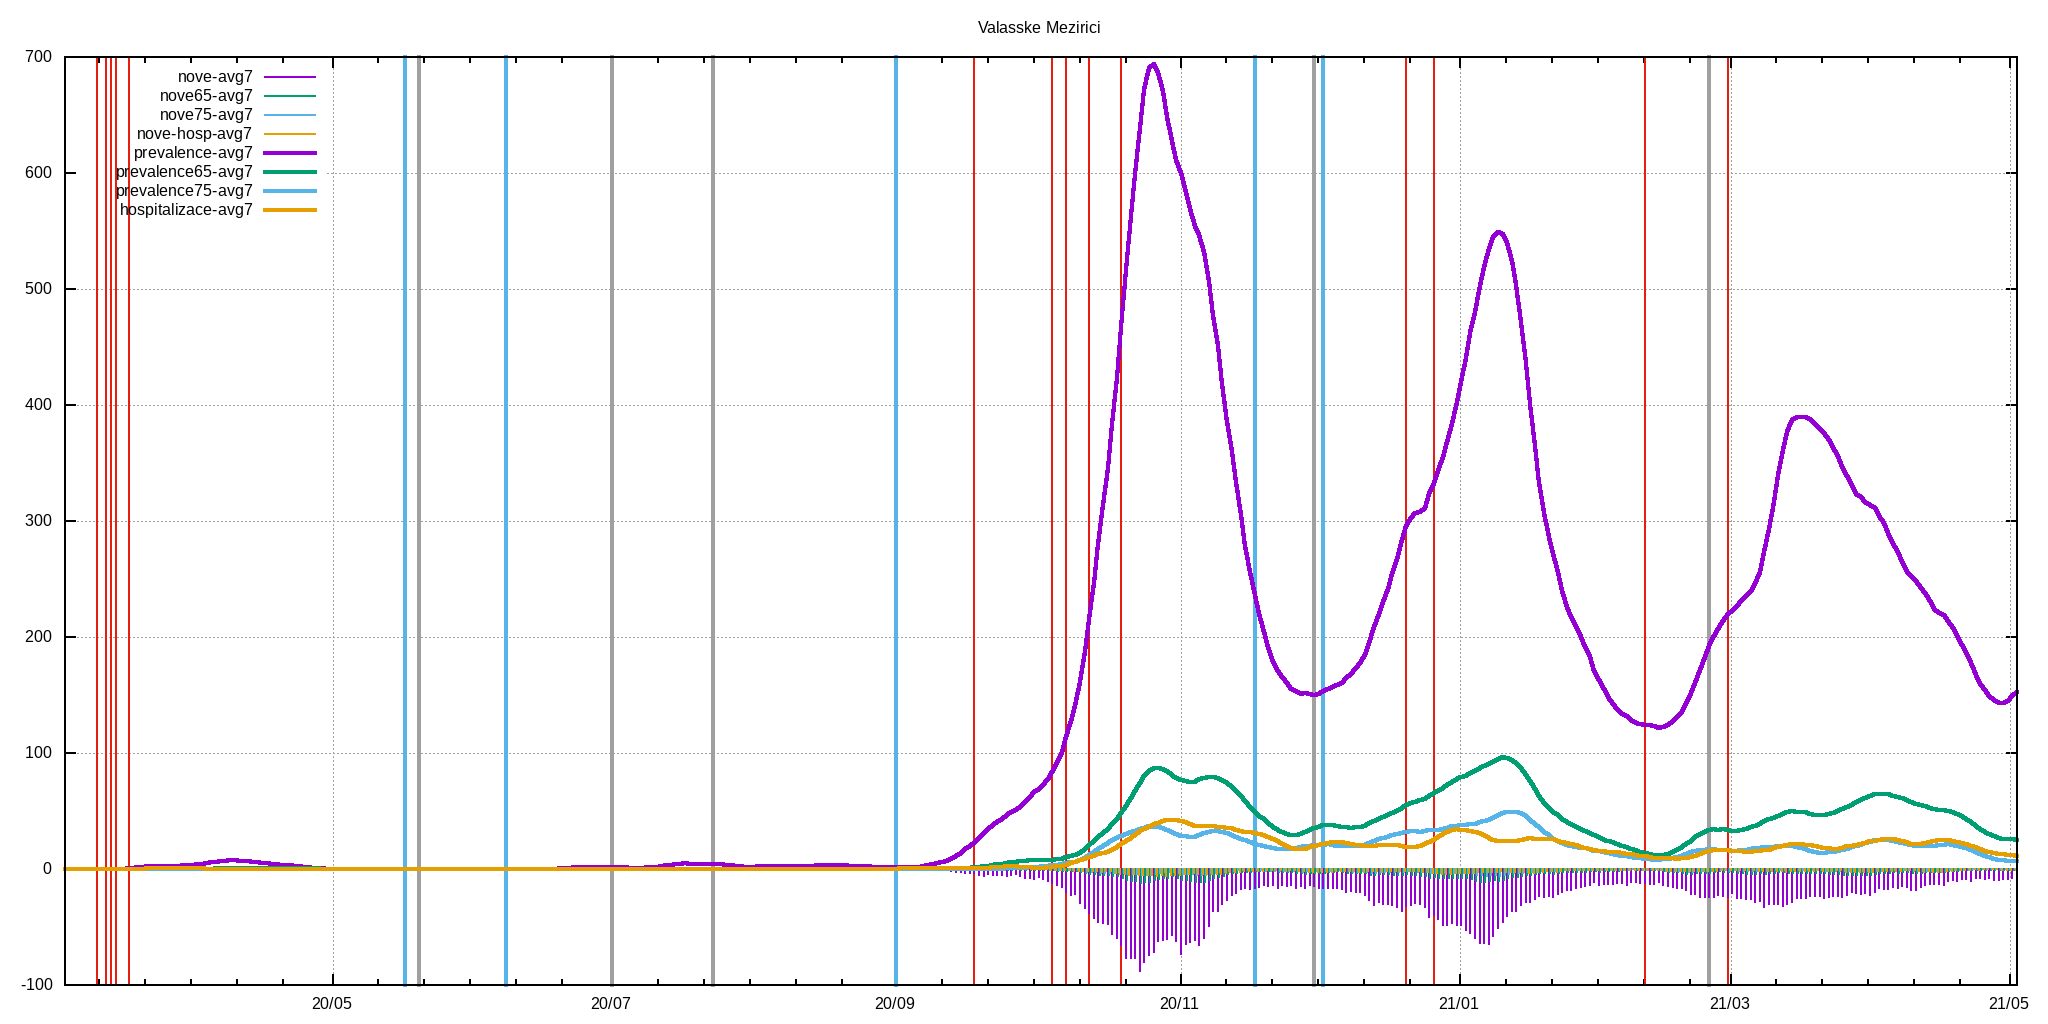 Valasske Mezirici
700
600
500
400
300
200
100
0
-100
nove-avg7
nove65-avg7
nove75-avg7
nove-hosp-avg7
prevalence-avg7
prevalence65-avg7
prevalence75-avg7
hospitalizace-avg7
20/05 20/07 20/09 20/11 21/01 21/03 21/05